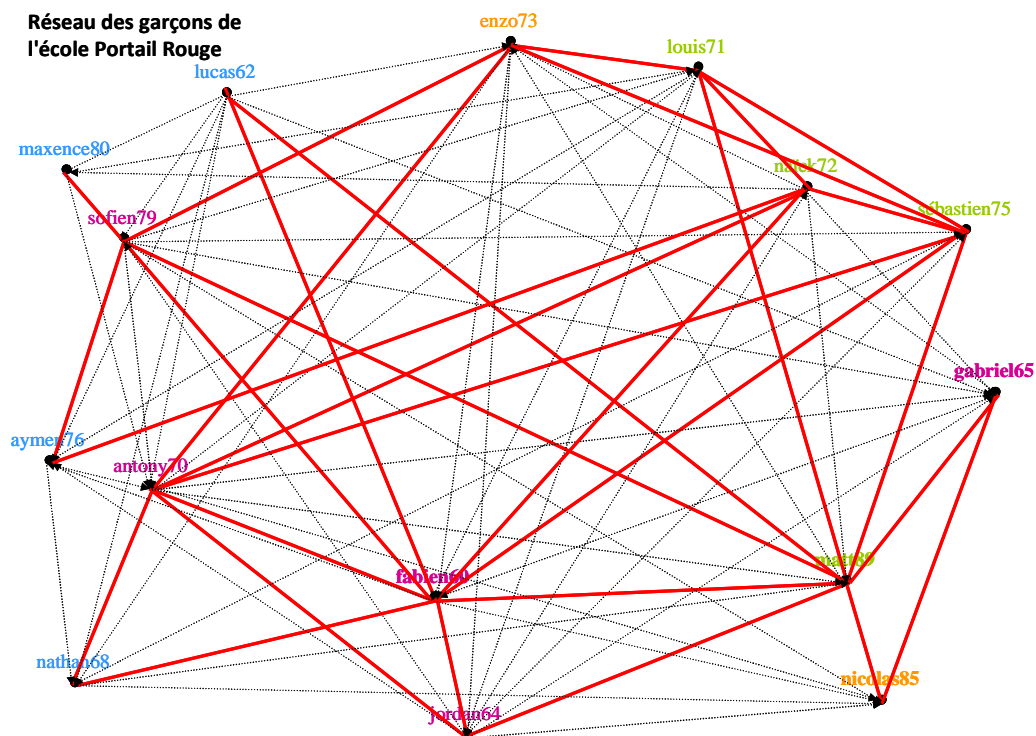 Réseau des garçons de
l'école Portail Rouge
enzo73
louis71
lucas62
maxence80
sofien79
sébastien75
gabriel65
aymen76
antony70
fabien60
matt89
nathan68
nicolas85
jordan64